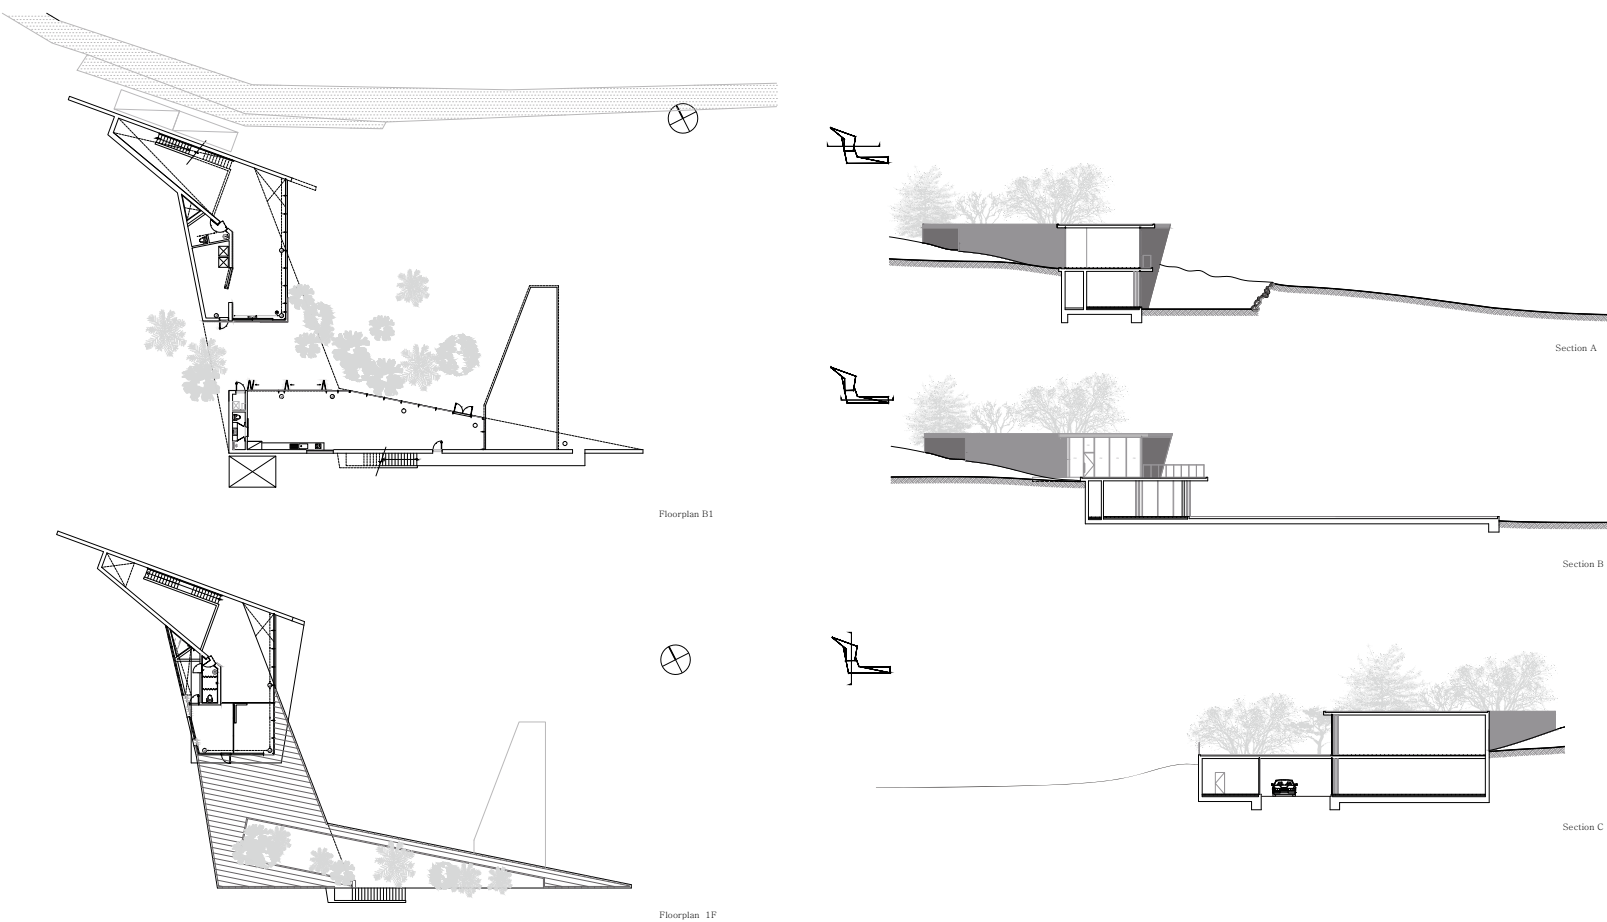 Floorplan B1
Floorplan 1F
Section A
Section B
Section C